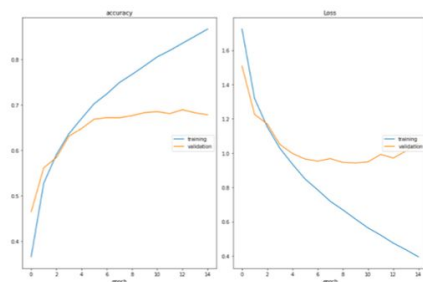 accuracy
Loss
0.8
0.7
0.6
0.5
0.4
training
validation
0 2 4 6 8 10 12 14
epoch
1.6
1.4
1.2
1.0
0.8
0.6
0.4
training
validation
0 2 4 6 8 10 12 14
epoch